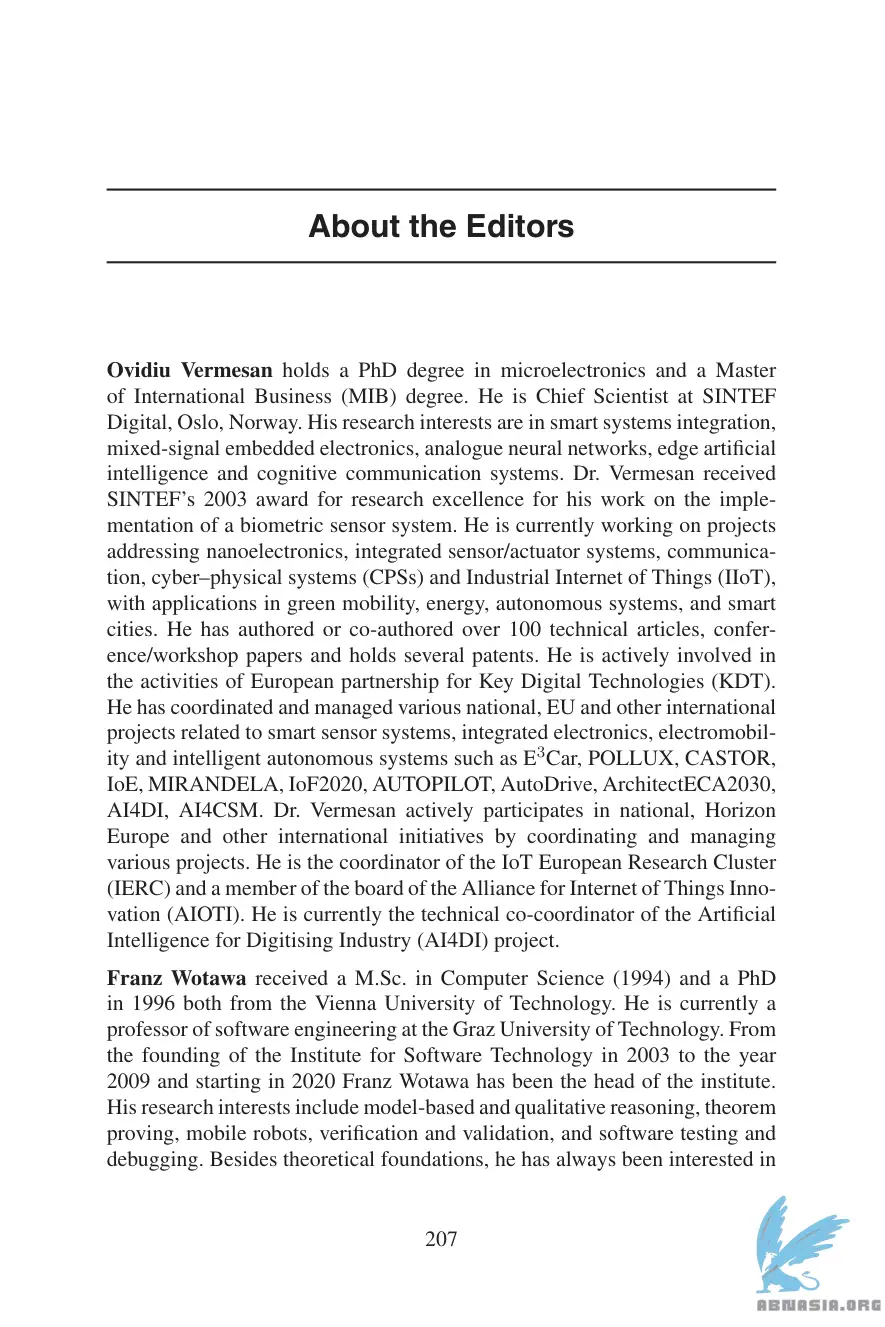 About the Editors
Ovidiu Vermesan holds a PhD degree in microelectronics and a Master
of International Business (MIB) degree. He is Chief Scientist at SINTEF
Digital, Oslo, Norway. His research interests are in smart systems integration,
mixed-signal embedded electronics, analogue neural networks, edge artificial
intelligence and cognitive communication systems. Dr. Vermesan received
SINTEF’s 2003 award for research excellence for his work on the imple-
mentation of a biometric sensor system. He is currently working on projects
addressing nanoelectronics, integrated sensor/actuator systems, communica-
tion, cyber–physical systems (CPSs) and Industrial Internet of Things (IIoT),
with applications in green mobility, energy, autonomous systems, and smart
cities. He has authored or co-authored over 100 technical articles, confer-
ence/workshop papers and holds several patents. He is actively involved in
the activities of European partnership for Key Digital Technologies (KDT).
He has coordinated and managed various national, EU and other international
projects related to smart sensor systems, integrated electronics, electromobil-
ity and intelligent autonomous systems such as E³Car, POLLUX, CASTOR,
IoE, MIRANDELA, IoF2020, AUTOPILOT, AutoDrive, ArchitectECA2030,
AI4DI, AI4CSM. Dr. Vermesan actively participates in national, Horizon
Europe and other international initiatives by coordinating and managing
various projects. He is the coordinator of the IoT European Research Cluster
(IERC) and a member of the board of the Alliance for Internet of Things Inno-
vation (AIOTI). He is currently the technical co-coordinator of the Artificial
Intelligence for Digitising Industry (AI4DI) project.
Franz Wotawa received a M.Sc. in Computer Science (1994) and a PhD
in 1996 both from the Vienna University of Technology. He is currently a
professor of software engineering at the Graz University of Technology. From
the founding of the Institute for Software Technology in 2003 to the year
2009 and starting in 2020 Franz Wotawa has been the head of the institute.
His research interests include model-based and qualitative reasoning, theorem
proving, mobile robots, verification and validation, and software testing and
debugging. Besides theoretical foundations, he has always been interested in
207
ABNASIA.ORG